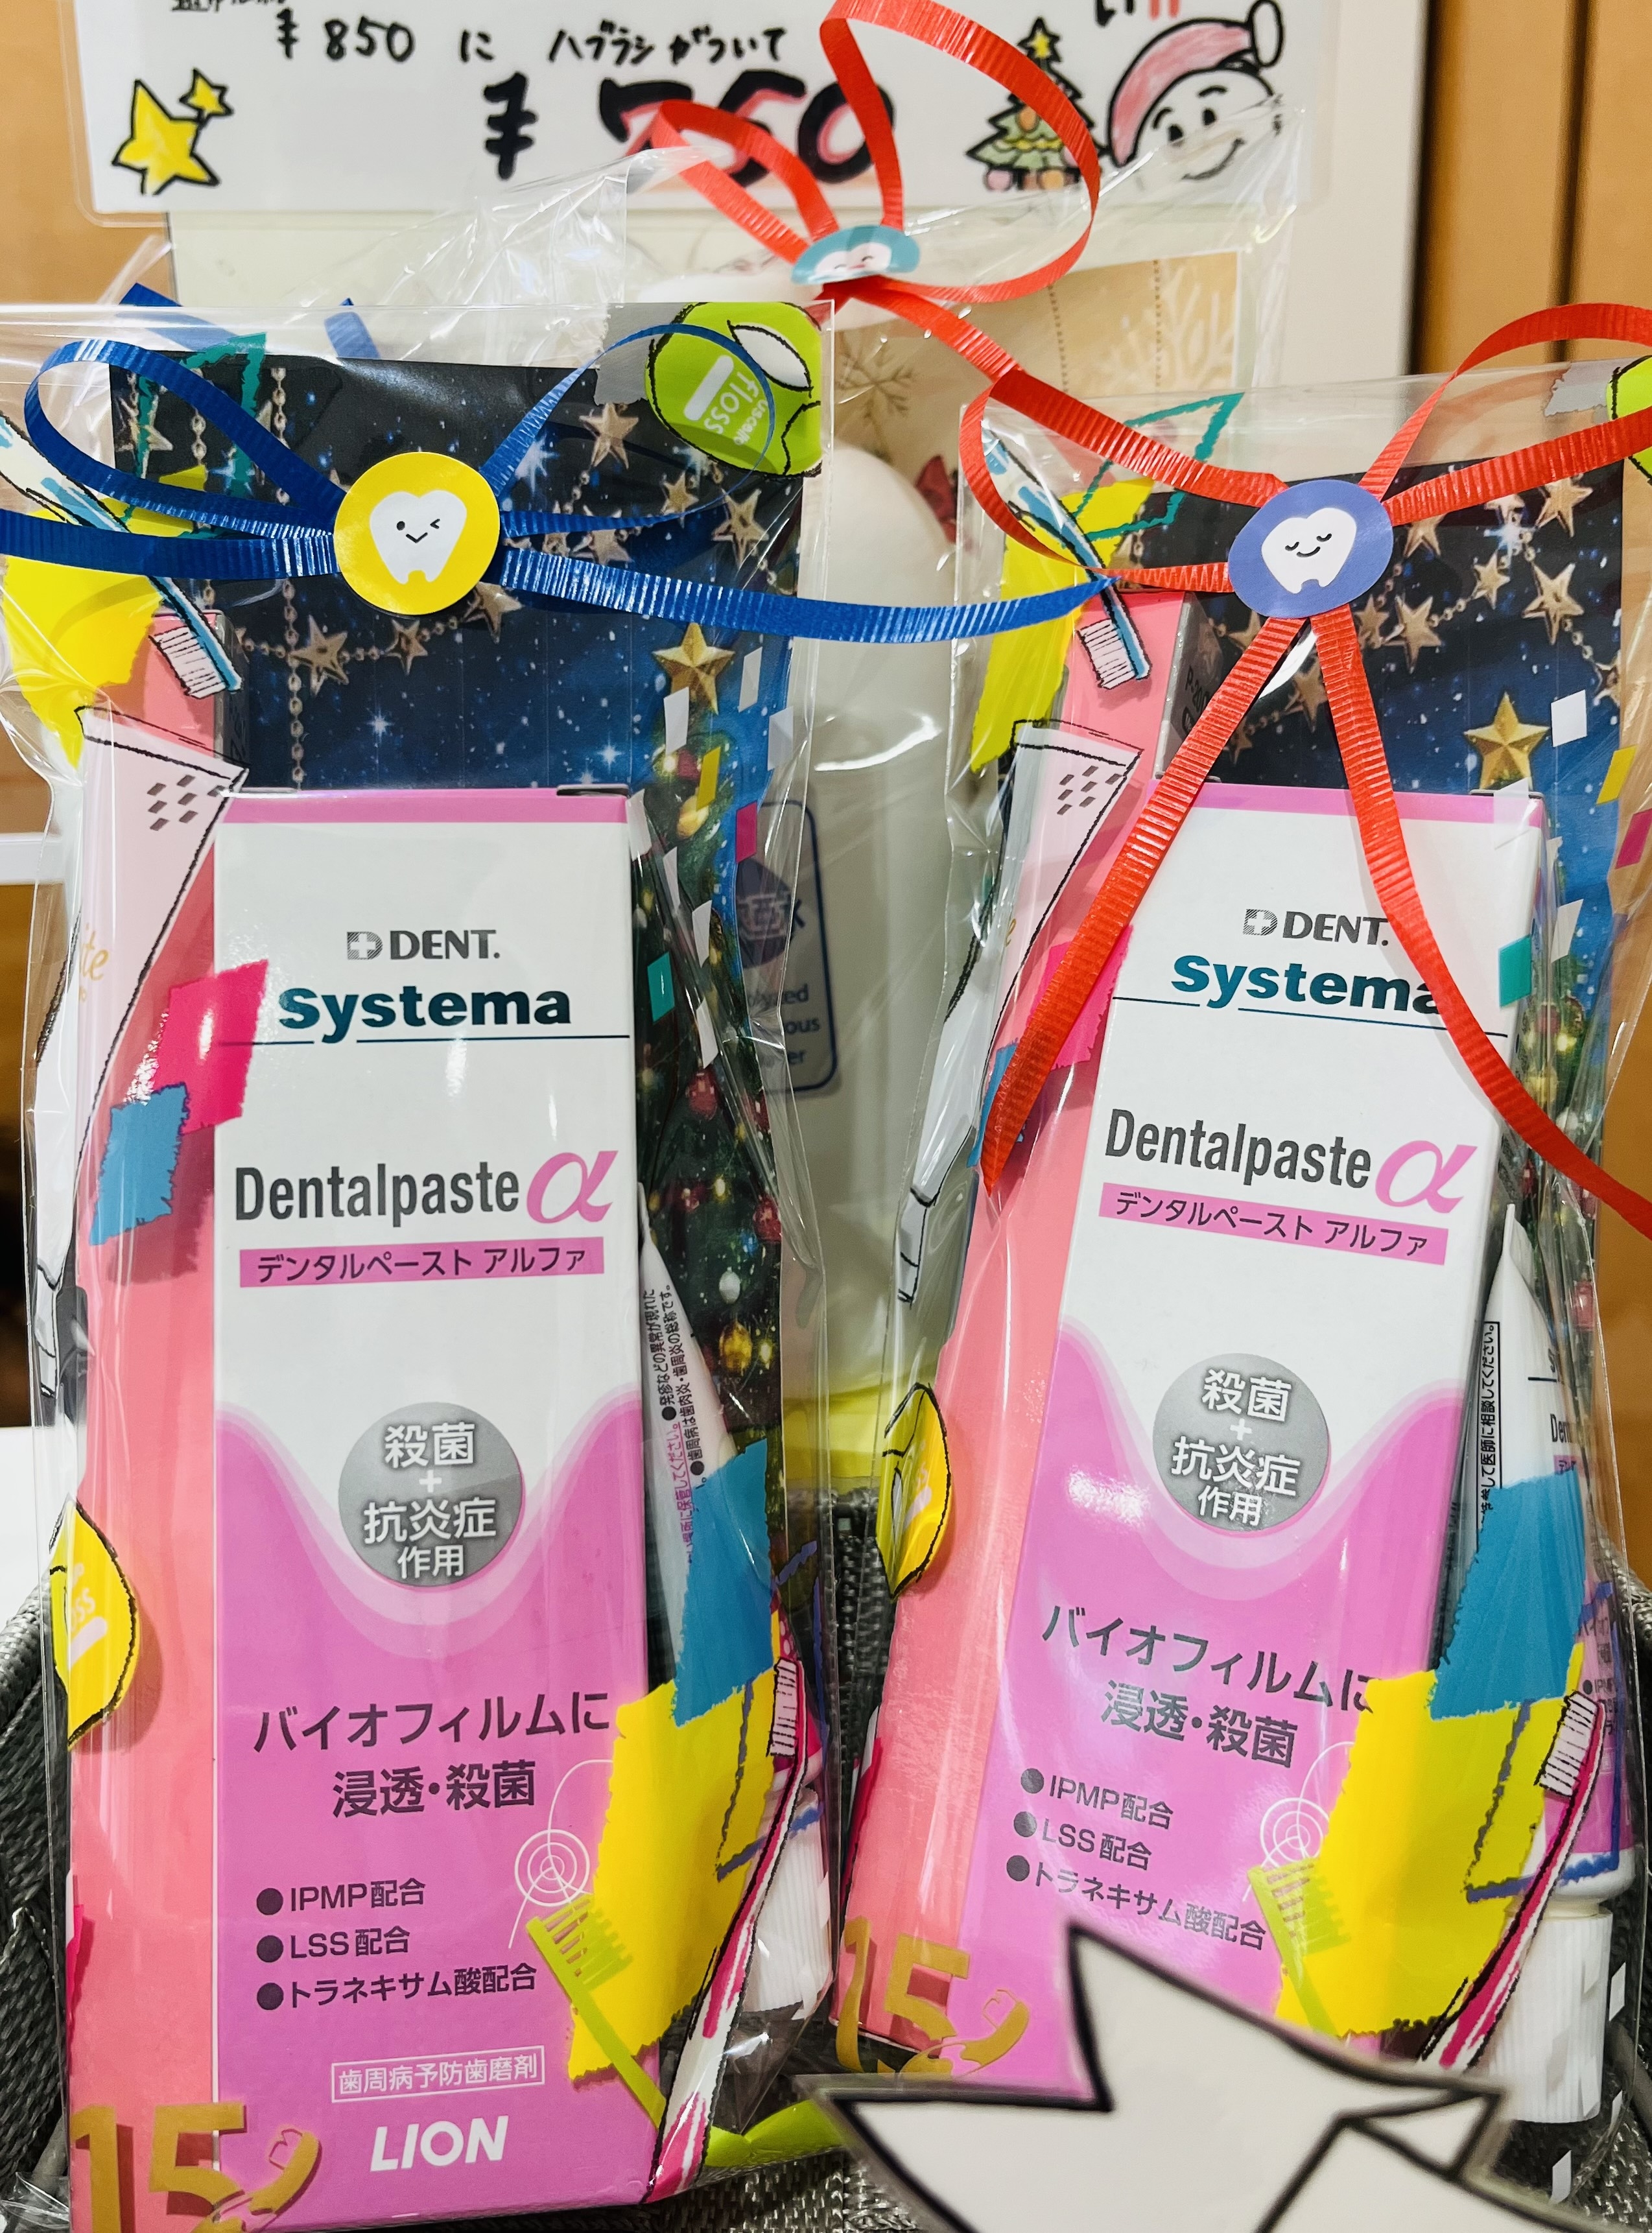 ¥850 に ハブラシがついて
¥750
floss
DENT.
Systema
Dentalpaste α
デンタルペースト アルファ
殺菌
+
抗炎症
作用
バイオフィルムに
浸透・殺菌
●IPMP配合
●LSS配合
●トラネキサム酸配合
歯周病予防歯磨剤
LION
15
DENT.
Systema
Dentalpaste α
デンタルペースト アルファ
殺菌
+
抗炎症
作用
バイオフィルムに
浸透・殺菌
●IPMP配合
●LSS配合
●トラネキサム酸配合
15